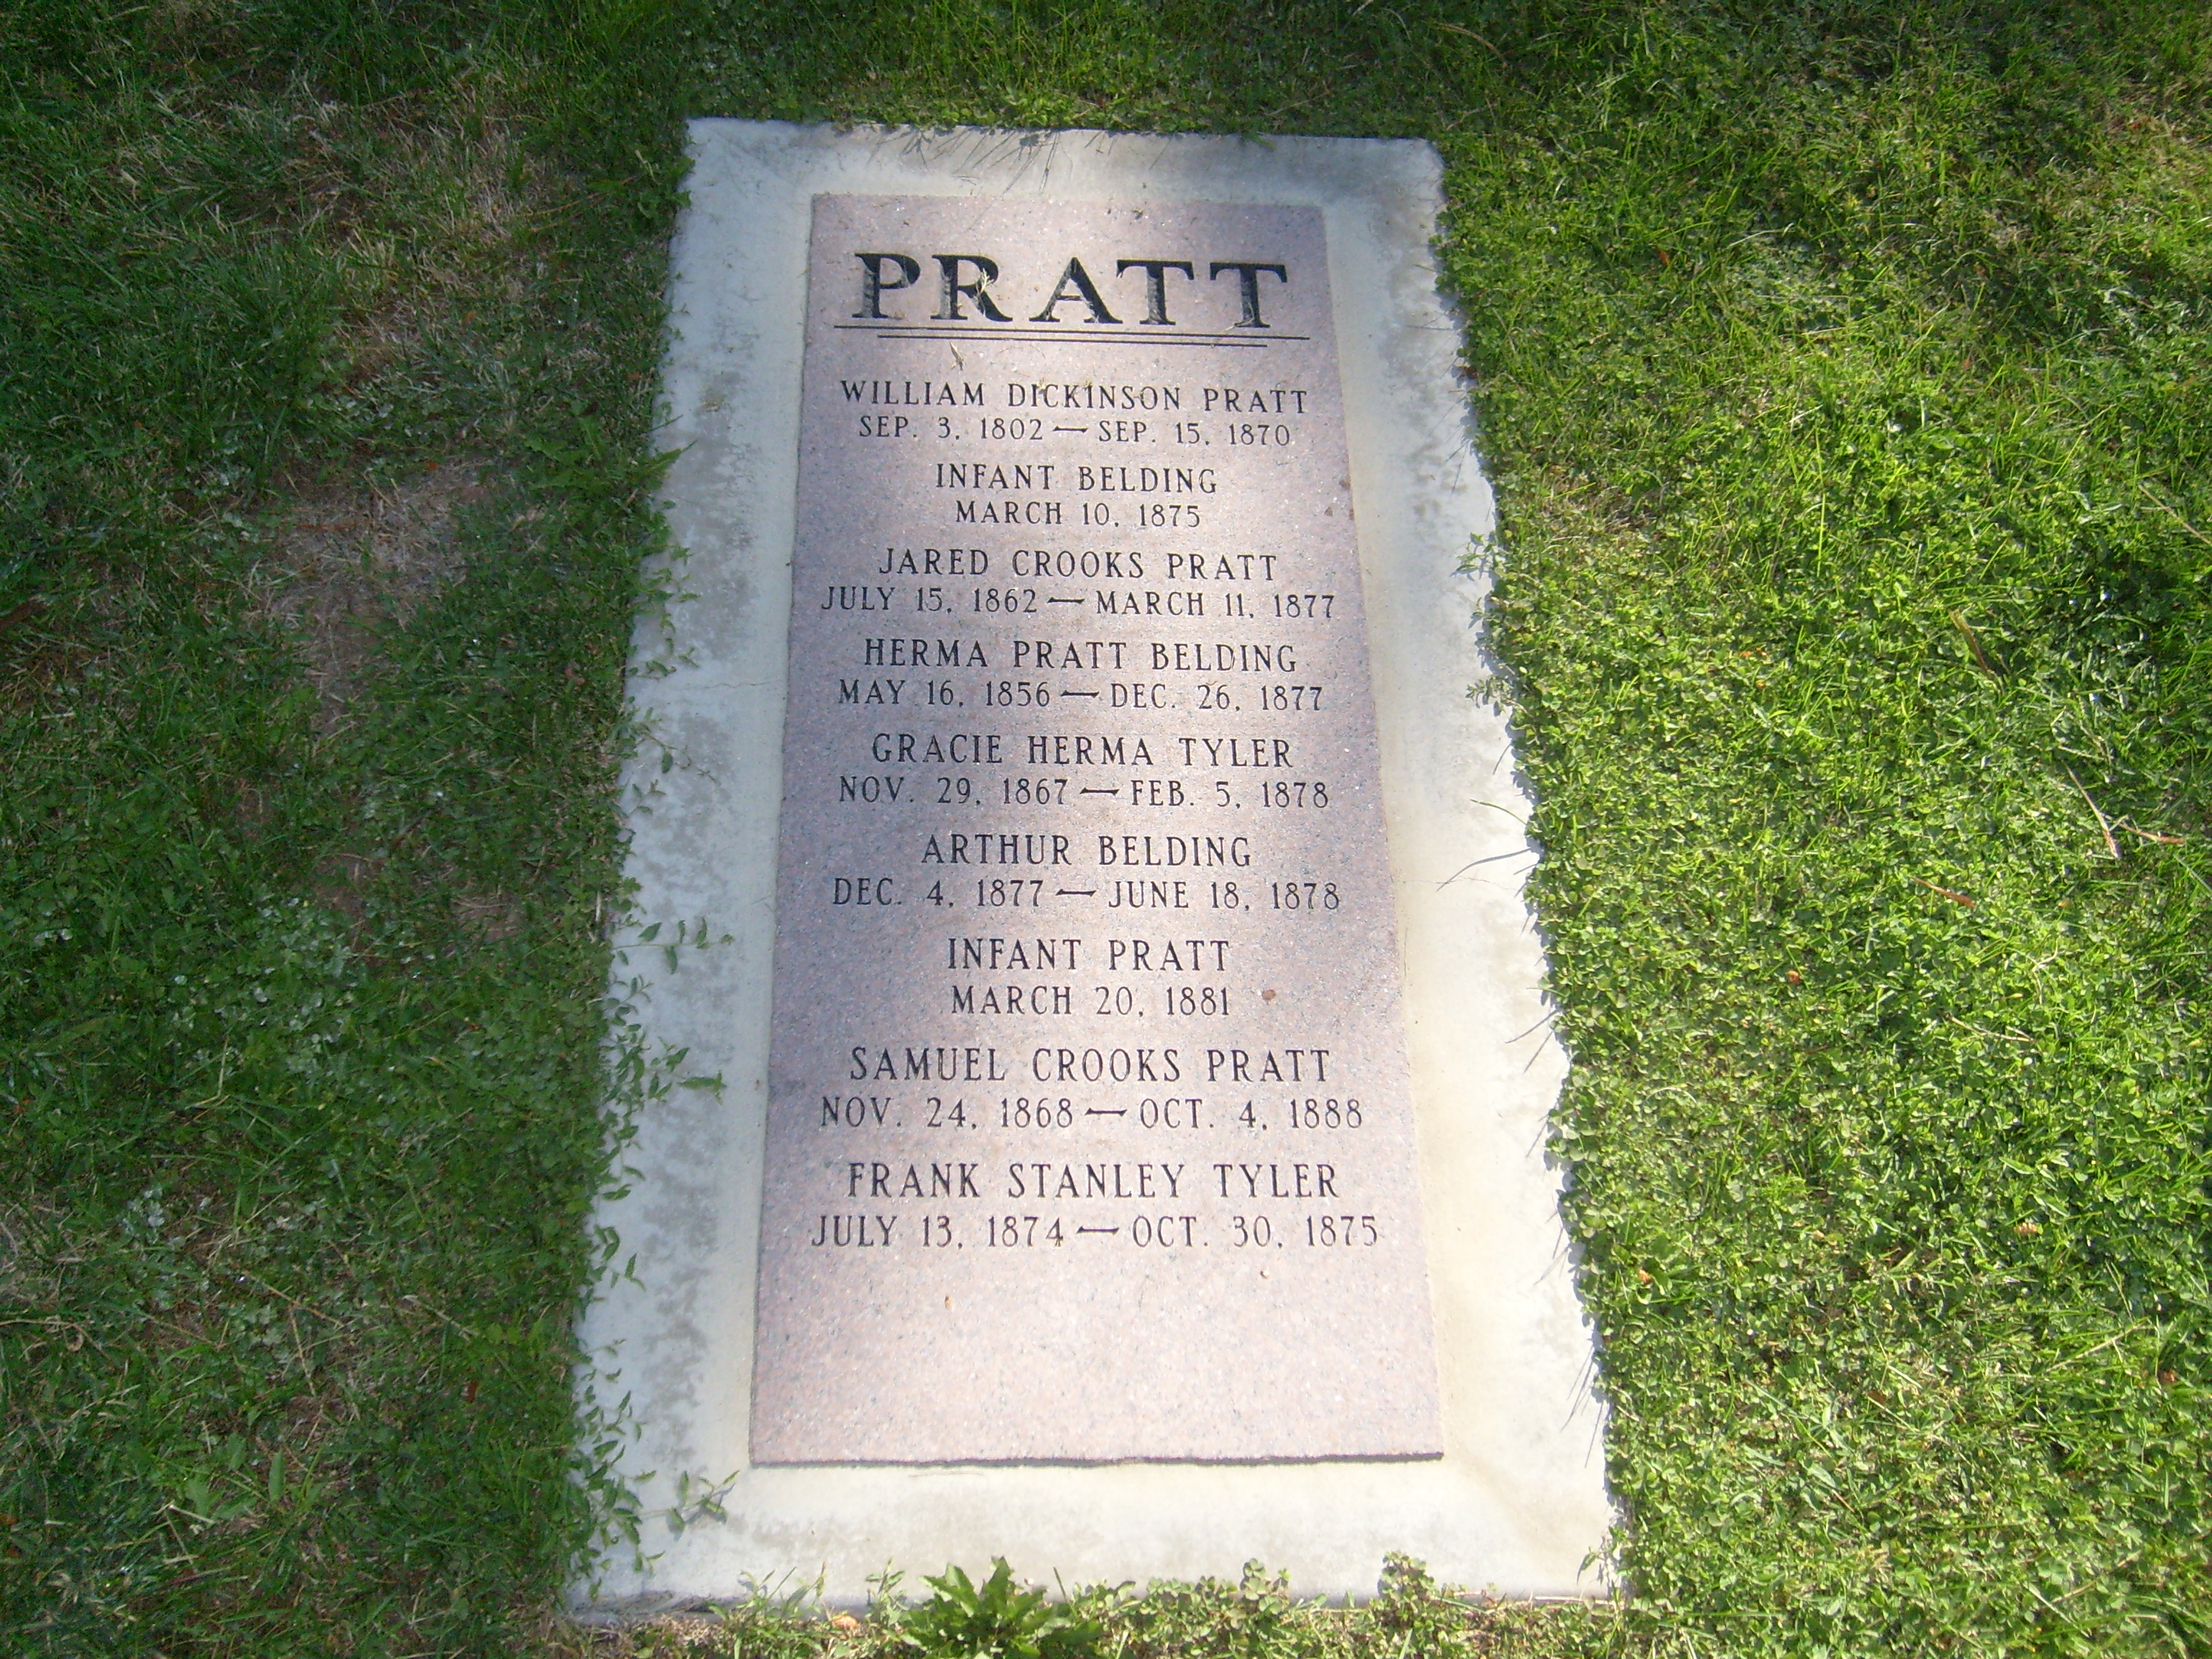 PRATT
WILLIAM DICKINSON PRATT
SEP. 3, 1802 — SEP. 15, 1870
INFANT BELDING
MARCH 10, 1875
JARED CROOKS PRATT
JULY 15, 1862 — MARCH 11, 1877
HERMA PRATT BELDING
MAY 16, 1856 — DEC. 26, 1877
GRACIE HERMA TYLER
NOV. 29, 1867 — FEB. 5, 1878
ARTHUR BELDING
DEC. 4, 1877 — JUNE 18, 1878
INFANT PRATT
MARCH 20, 1881
SAMUEL CROOKS PRATT
NOV. 24, 1868 — OCT. 4, 1888
FRANK STANLEY TYLER
JULY 13, 1874 — OCT. 30, 1875